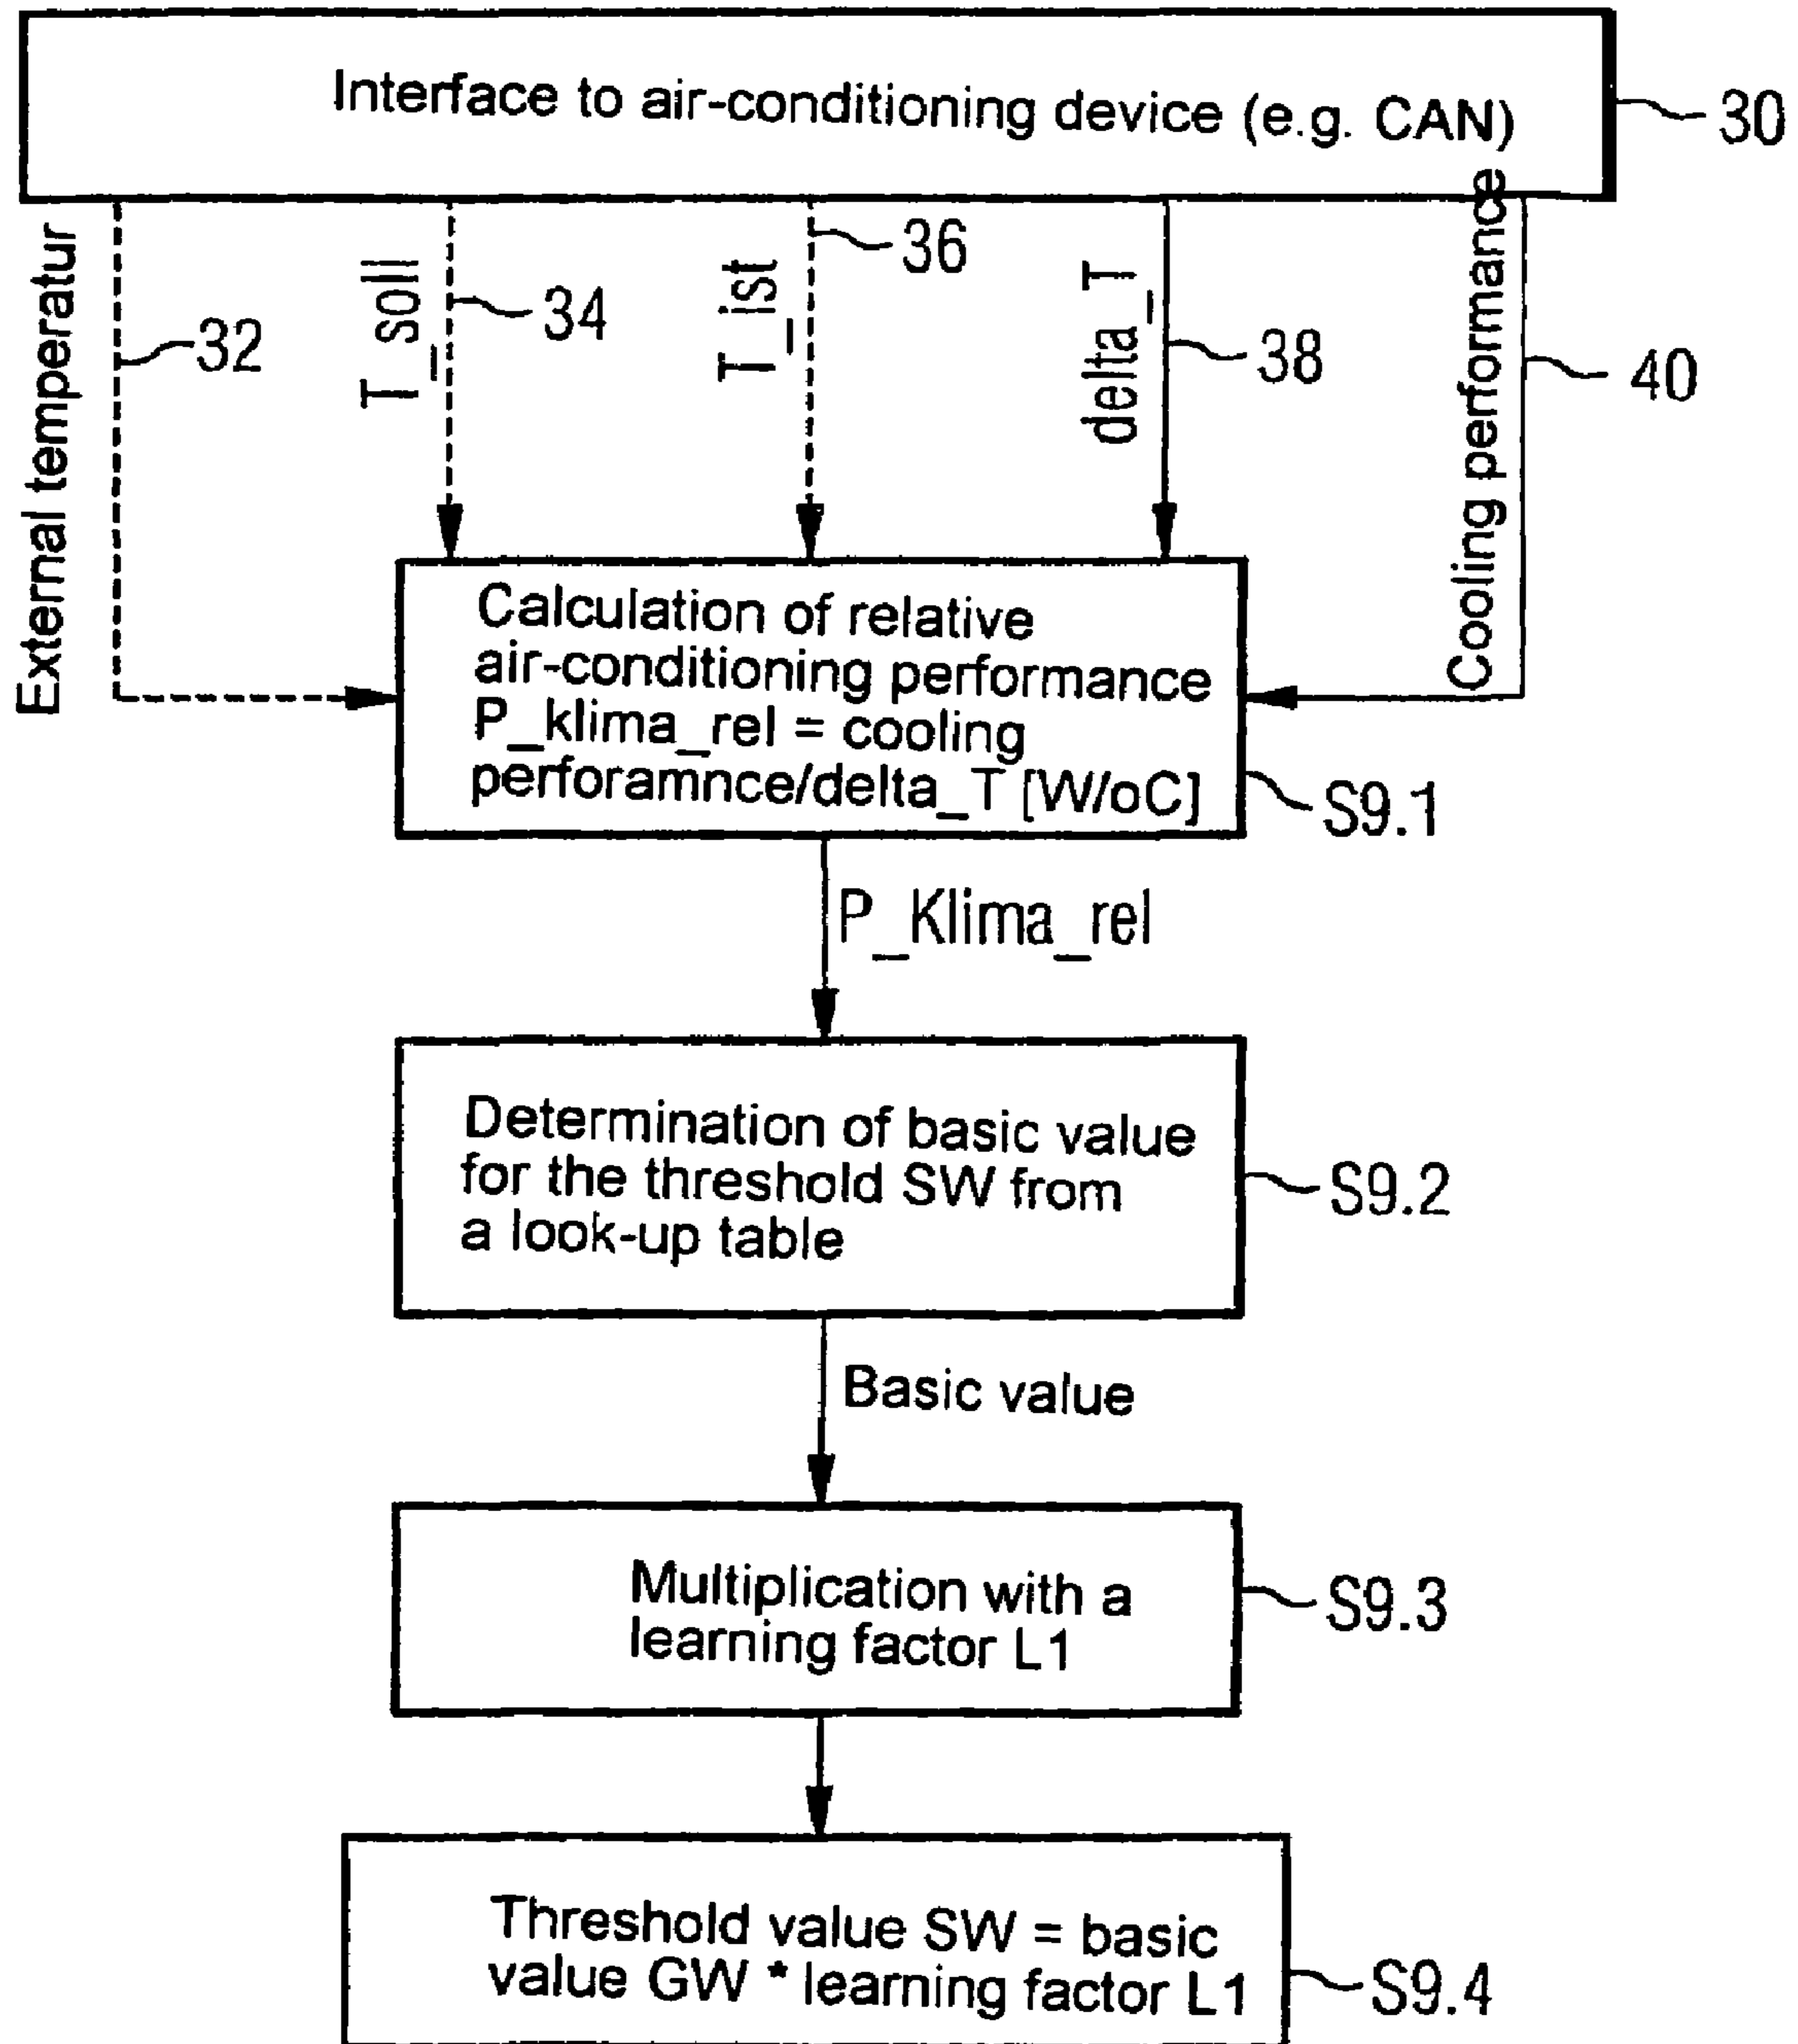 Interface to air-conditioning device (e.g. CAN)
30
External temperatur
32
T_soll
34
T_ist
36
delta_T
38
Cooling performance
40
Calculation of relative
air-conditioning performance
P_klima_rel = cooling
perforamnce/delta_T [W/oC]
S9.1
P_Klima_rel
Determination of basic value
for the threshold SW from
a look-up table
S9.2
Basic value
Multiplication with a
learning factor L1
S9.3
Threshold value SW = basic
value GW * learning factor L1
S9.4